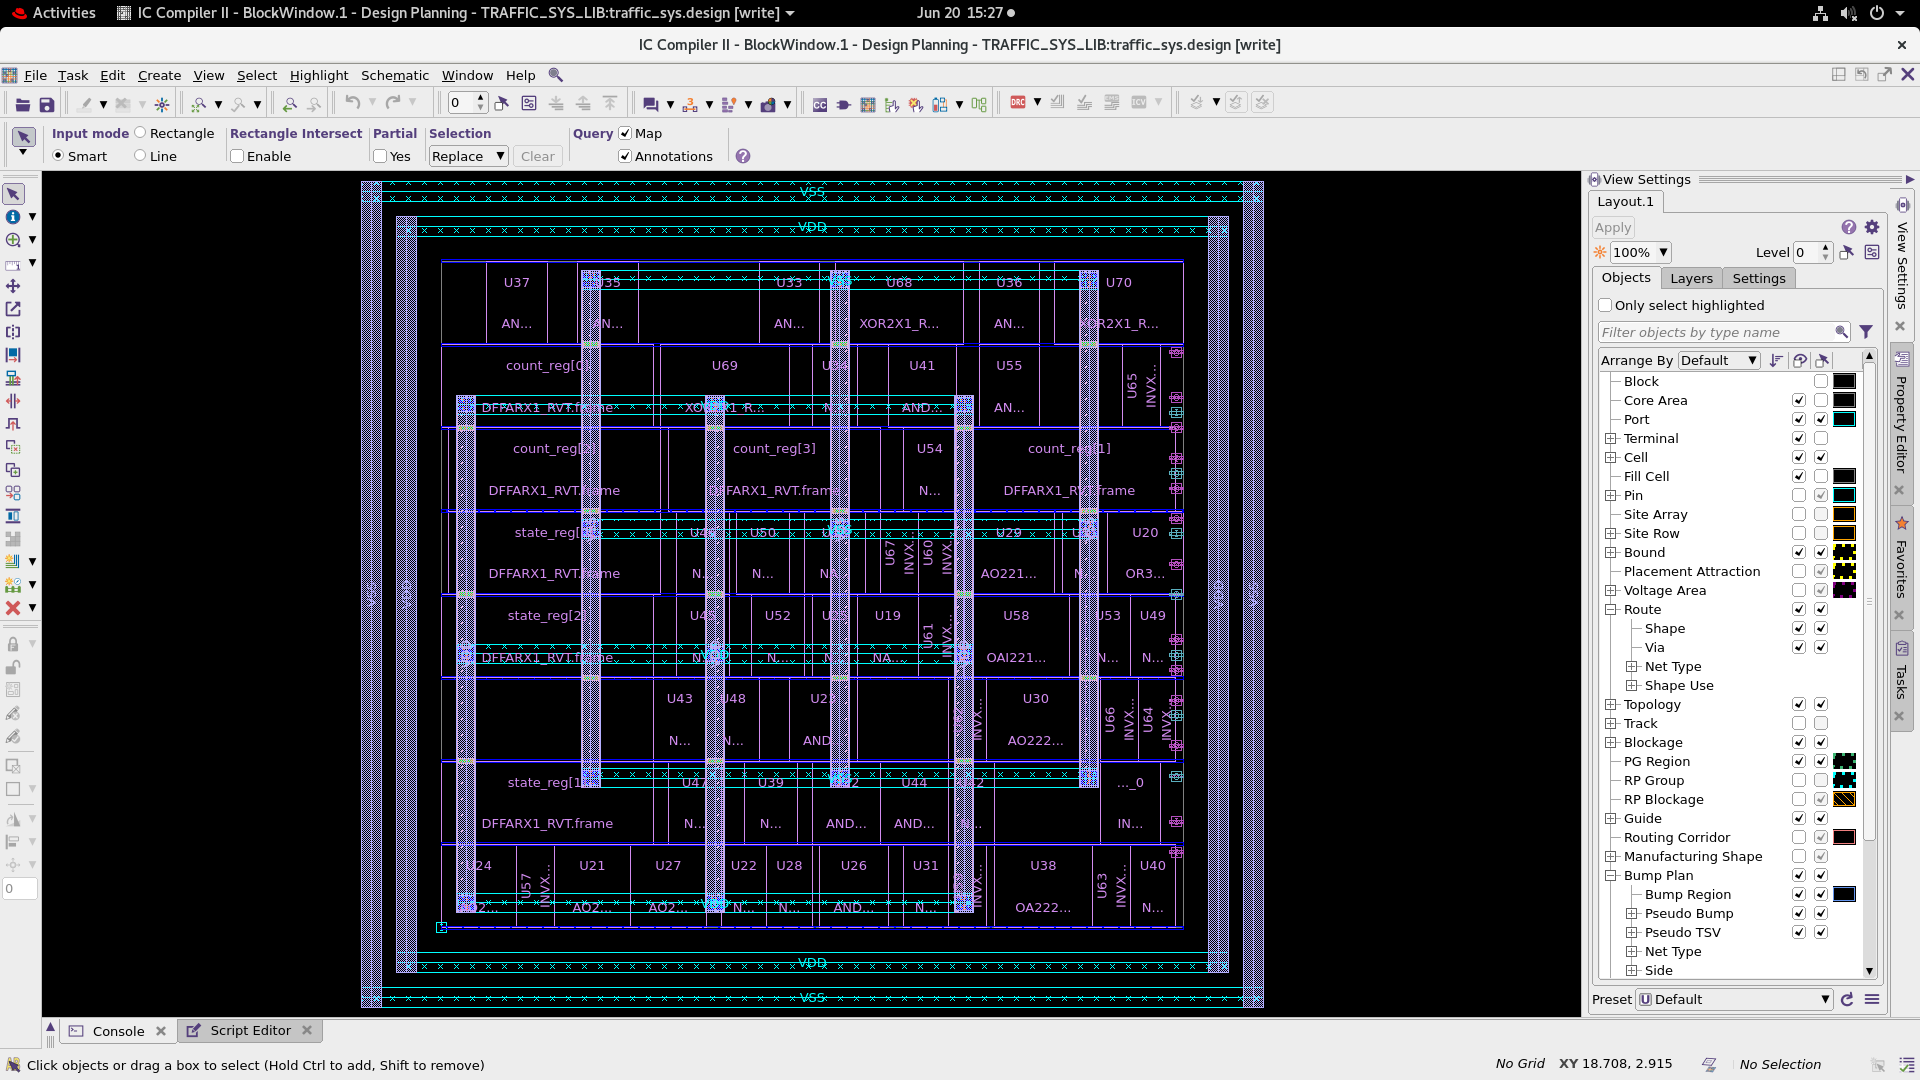 Activities
IC Compiler II - BlockWindow.1 - Design Planning - TRAFFIC_SYS_LIB:traffic_sys.design [write]
Jun 20 15:27
IC Compiler II - BlockWindow.1 - Design Planning - TRAFFIC_SYS_LIB:traffic_sys.design [write]
File Task Edit Create View Select Highlight Schematic Window Help
0
Input mode Rectangle Rectangle Intersect Partial Selection Query Map
Smart Line Enable Yes Replace Clear Annotations
VSS
VDD
U37 U33 U68 U36 U70
AN... AN... AN... XOR2X1_R... AN...
U69 U41 U55 U65 INVX...
AND... AN...
count_reg[3] U54 count_reg[1]
DFFARX1_RVT.frame DFFARX1_RVT.frame N... DFFARX1_RVT.frame
U50 U67 INVX... U60 INVX... U29 U20
DFFARX1_RVT.frame N... N... AO221... OR3...
state_reg[2] U52 U19 U61 INVX... U58 U53 U49
DFFARX1_RVT.frame N... NA... OAI221... N... N...
U43 U48 U23 INVX... U30 U66 INVX... U64 INVX...
N... N... AND AO222...
state_reg[1] U47 U39 U44 ..._0
DFFARX1_RVT.frame N... N... AND... AND... IN...
U24 U57 INVX... U21 U27 U22 U28 U26 U31 INVX... U38 U63 INVX... U40
AO2... AO2... N... N... AND... N... OA222... N...
VDD
VSS
View Settings
Layout.1
Apply
100% Level 0
Objects Layers Settings
Only select highlighted
Filter objects by type name
Arrange By Default
Block
Core Area
Port
Terminal
Cell
Fill Cell
Pin
Site Array
Site Row
Bound
Placement Attraction
Voltage Area
Route
Shape
Via
Net Type
Shape Use
Topology
Track
Blockage
PG Region
RP Group
RP Blockage
Guide
Routing Corridor
Manufacturing Shape
Bump Plan
Bump Region
Pseudo Bump
Pseudo TSV
Net Type
Side
Preset Default
View Settings
Property Editor
Favorites
Tasks
0
Console Script Editor
Click objects or drag a box to select (Hold Ctrl to add, Shift to remove)
No Grid XY 18.708, 2.915 No Selection